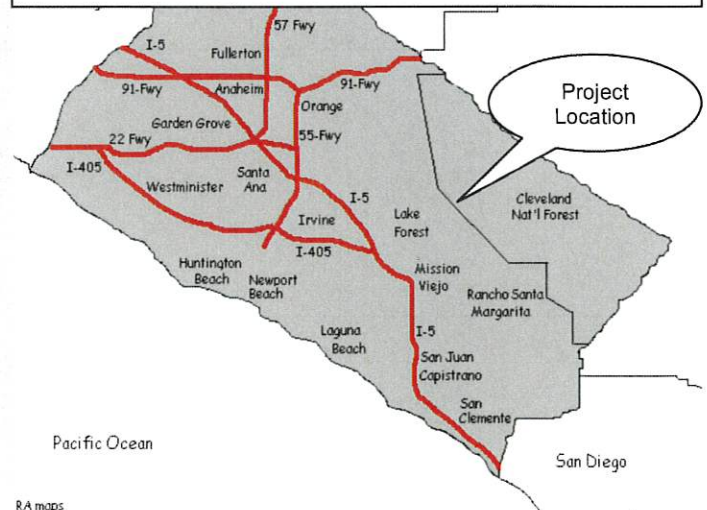 57 Fwy
I-5
Fullerton
91-Fwy
Anaheim
91-Fwy
Orange
Project
Location
Garden Grove
22 Fwy
55-Fwy
I-405
Westminister
Santa
Ana
I-5
Irvine
Lake
Forest
Cleveland
Nat'l Forest
I-405
Huntington
Beach
Newport
Beach
Mission
Viejo
Rancho Santa
Margarita
Laguna
Beach
I-5
San Juan
Capistrano
San
Clemente
Pacific Ocean
San Diego
RA maps